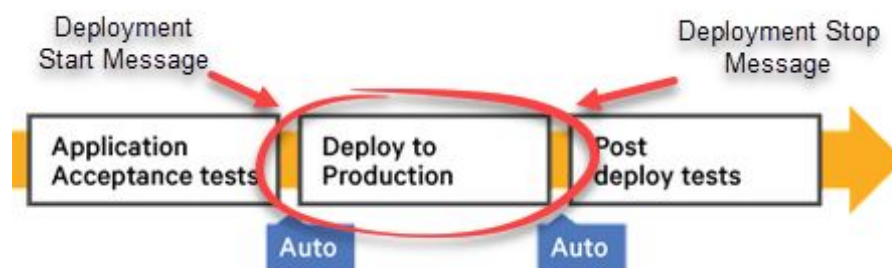 Deployment
Start Message
Deployment Stop
Message
Application
Acceptance tests
Deploy to
Production
Post
deploy tests
Auto
Auto